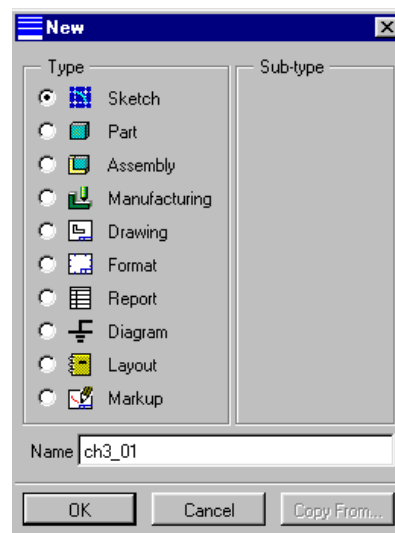 New
Type
Sub-type
Sketch
Part
Assembly
Manufacturing
Drawing
Format
Report
Diagram
Layout
Markup
Name ch3_01
OK Cancel Copy From...